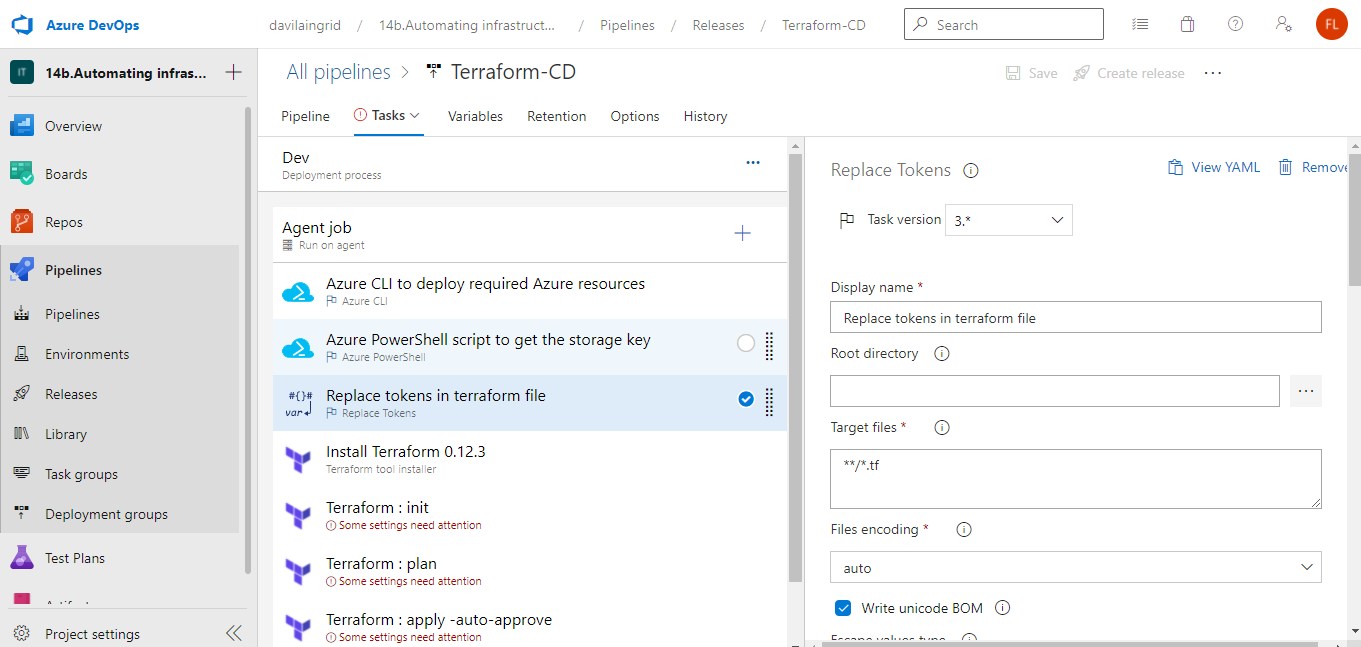 Azure DevOps
davilaingrid / 14b.Automating infrastruct... / Pipelines / Releases / Terraform-CD
Search
FL
IT
14b.Automating infras...
Overview
Boards
Repos
Pipelines
Pipelines
Environments
Releases
Library
Task groups
Deployment groups
Test Plans
Project settings
All pipelines > Terraform-CD
Save
Create release
Pipeline
Tasks
Variables
Retention
Options
History
Dev
Deployment process
Agent job
Run on agent
Azure CLI to deploy required Azure resources
Azure CLI
Azure PowerShell script to get the storage key
Azure PowerShell
#{}#
var
Replace tokens in terraform file
Replace Tokens
Install Terraform 0.12.3
Terraform tool installer
Terraform : init
Some settings need attention
Terraform : plan
Some settings need attention
Terraform : apply -auto-approve
Some settings need attention
Replace Tokens
View YAML
Remove
Task version
3.*
Display name *
Replace tokens in terraform file
Root directory
Target files *
**/*.tf
Files encoding *
auto
Write unicode BOM
Escape values type